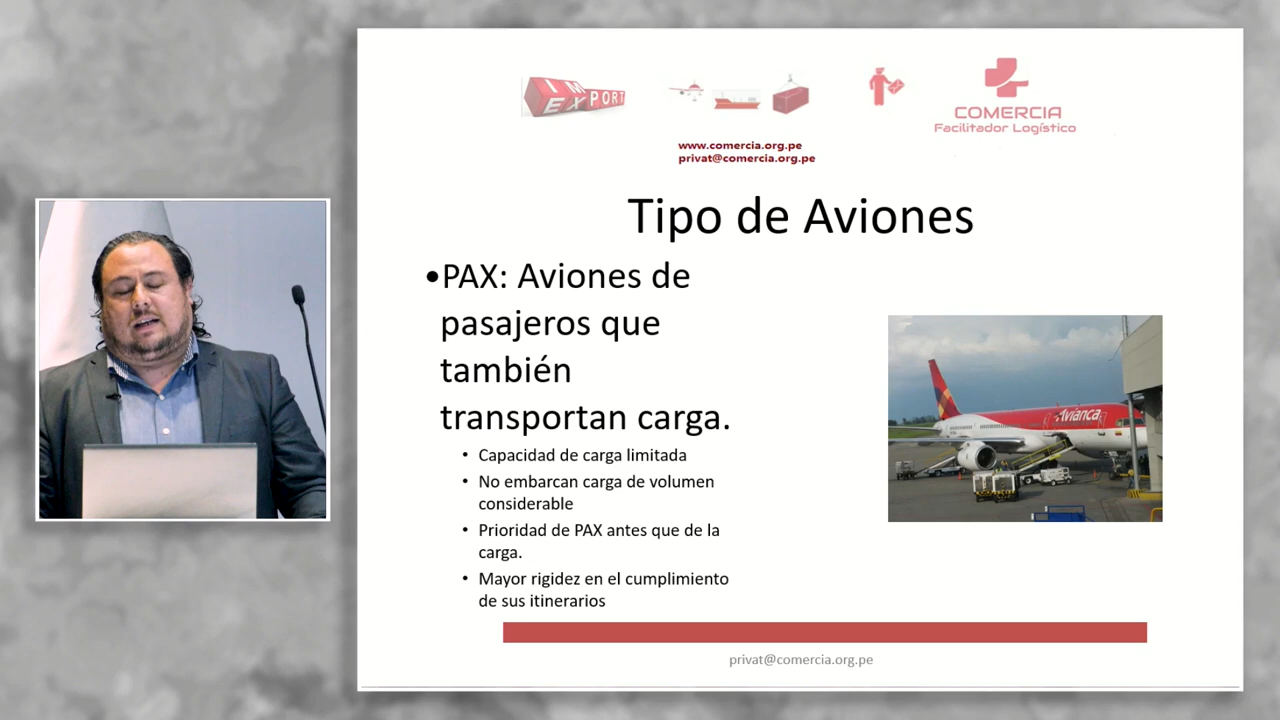 IM
EXPORT
COMERCIA
Facilitador Logístico
www.comercia.org.pe
privat@comercia.org.pe
Tipo de Aviones
•PAX: Aviones de
pasajeros que
también
transportan carga.
• Capacidad de carga limitada
• No embarcan carga de volumen
considerable
• Prioridad de PAX antes que de la
carga.
• Mayor rigidez en el cumplimiento
de sus itinerarios
Avianca
privat@comercia.org.pe